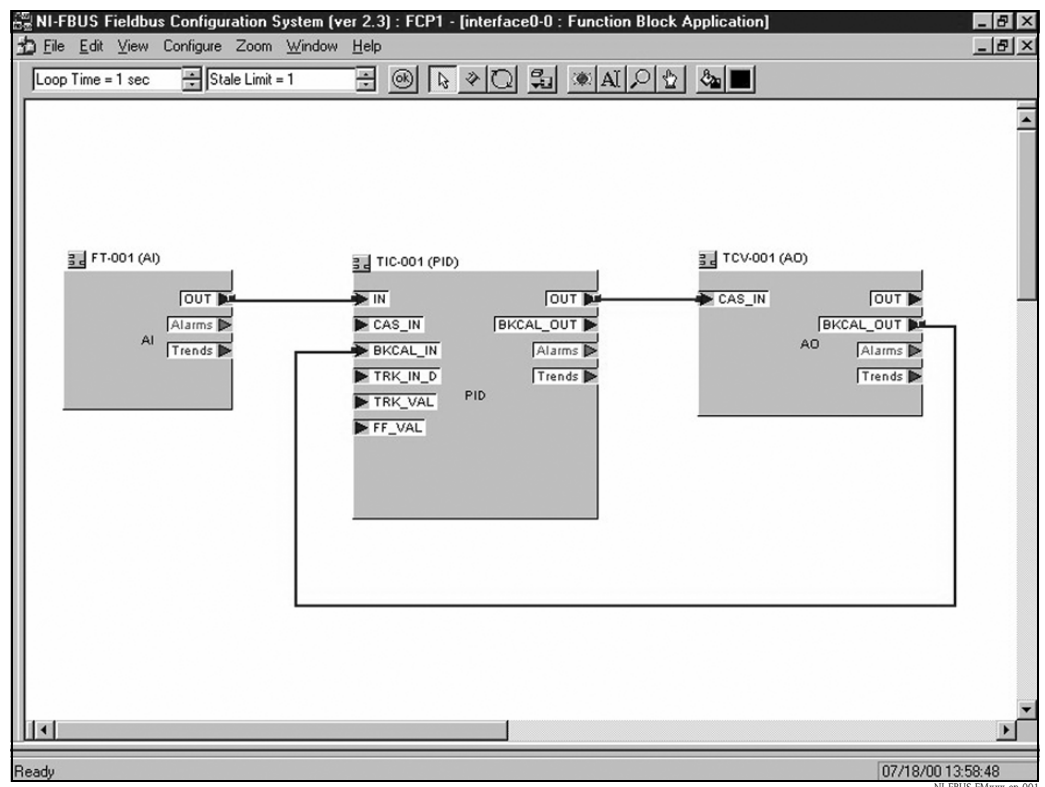 NI-FBUS Fieldbus Configuration System (ver 2.3) : FCP1 - [interface0-0 : Function Block Application]
File Edit View Configure Zoom Window Help
Loop Time = 1 sec Stale Limit = 1 OK AI
FT-001 (AI)
OUT
Alarms
Trends
AI
TIC-001 (PID)
IN
CAS_IN
BKCAL_IN
TRK_IN_D
TRK_VAL
FF_VAL
OUT
BKCAL_OUT
Alarms
Trends
PID
TCV-001 (AO)
CAS_IN
OUT
BKCAL_OUT
Alarms
Trends
AO
Ready 07/18/00 13:58:48